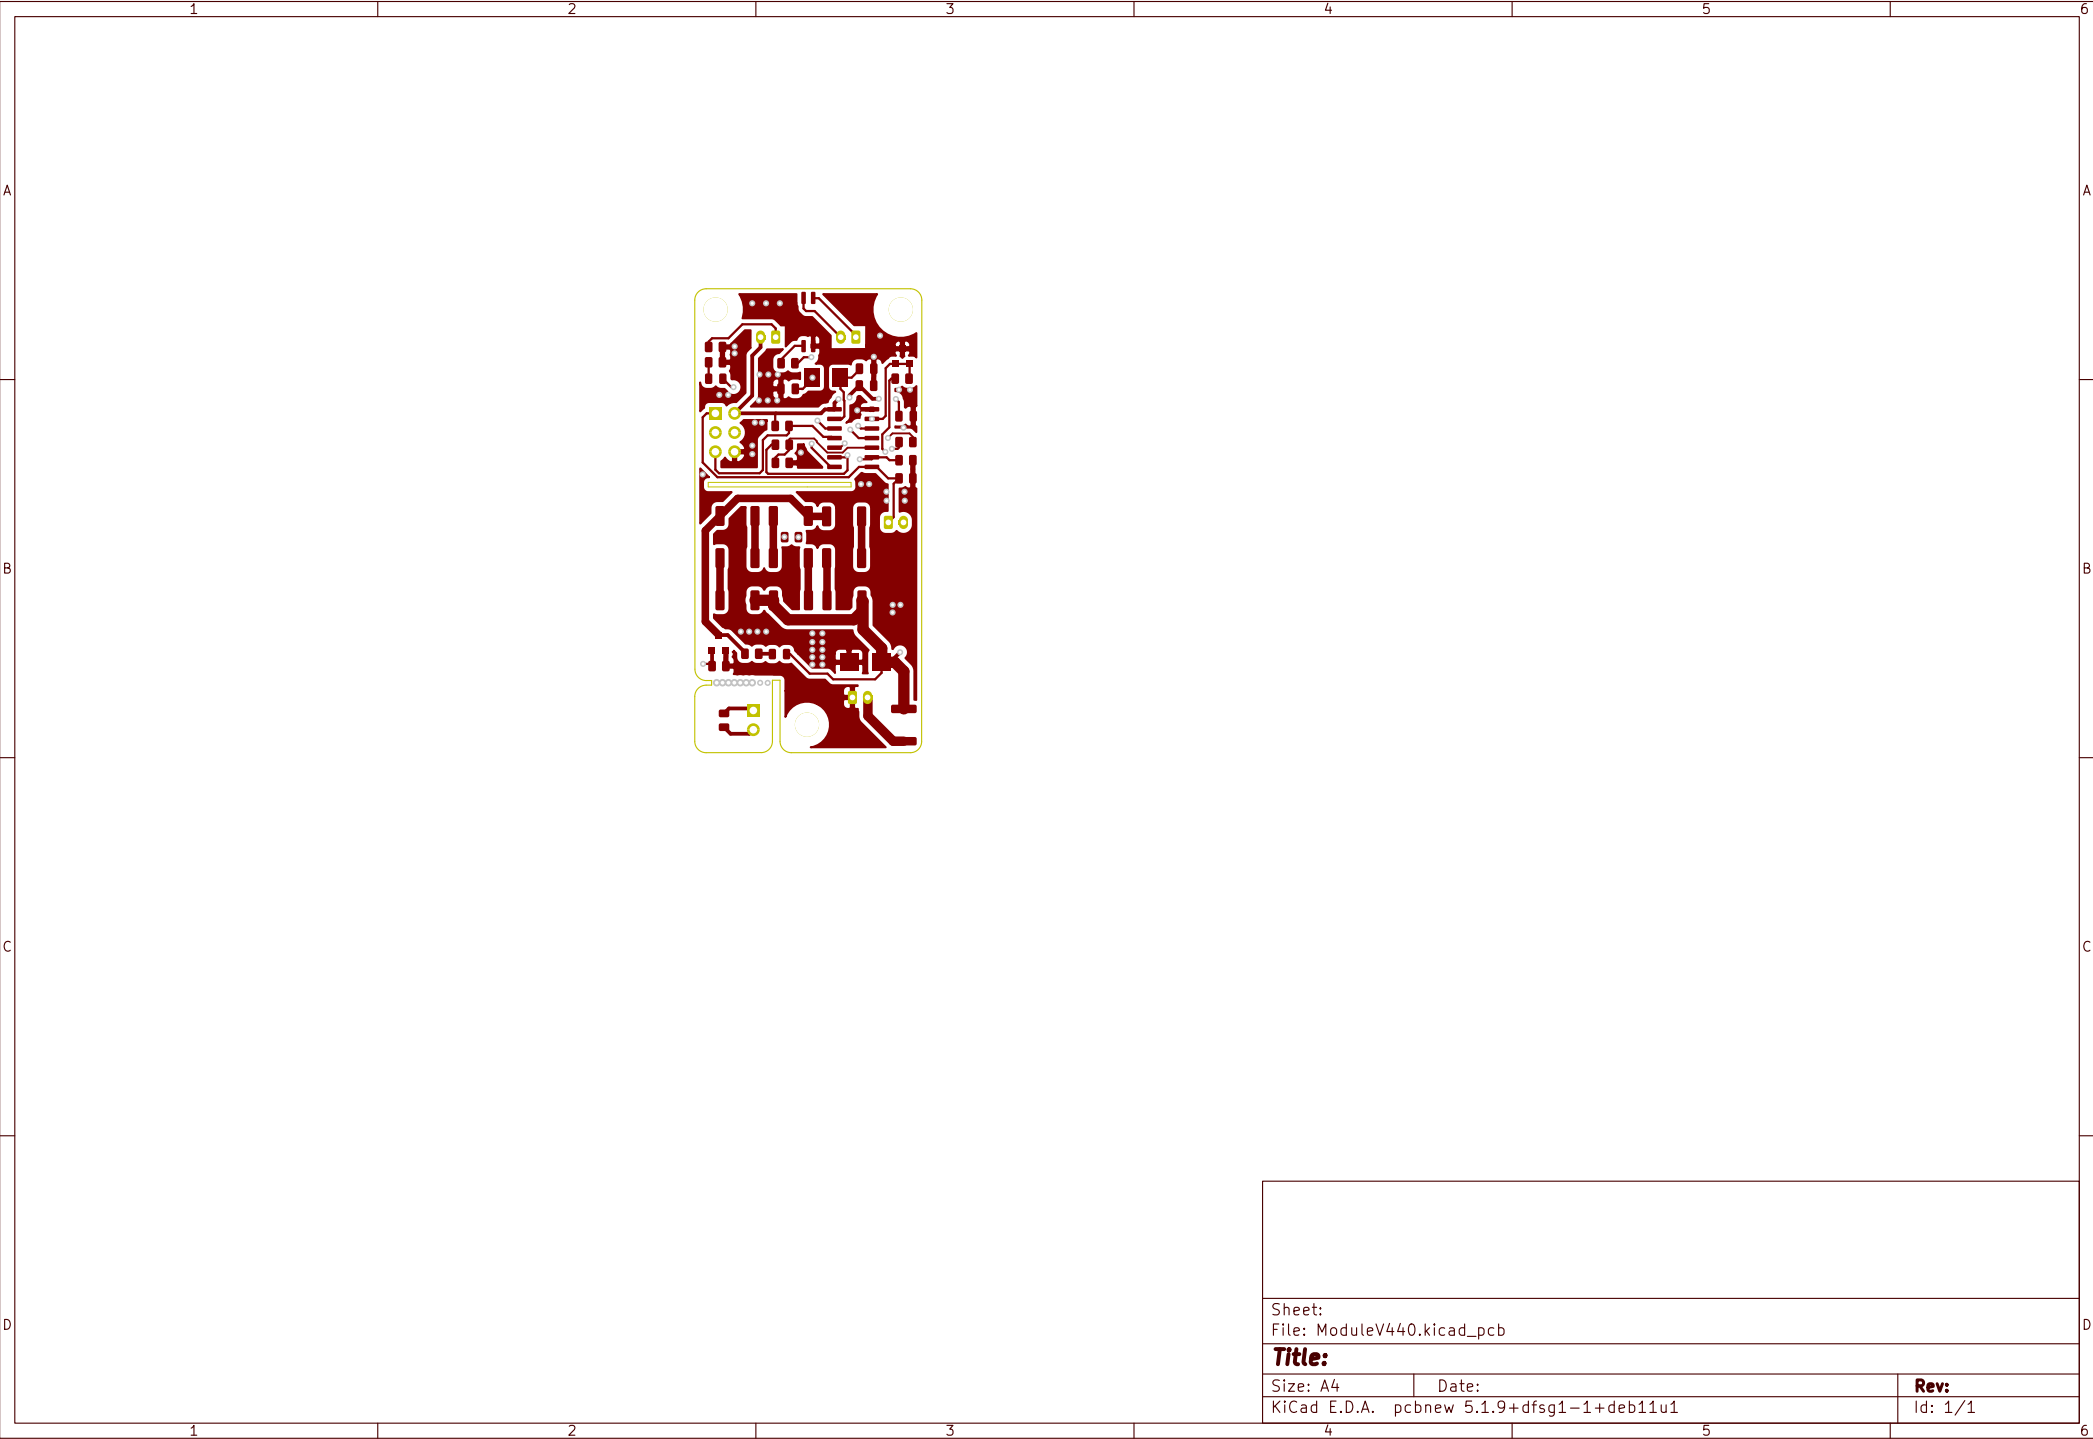 1 2 3 4 5 6
A A
B B
C C
D D
Sheet:
File: ModuleV440.kicad_pcb
Title:
Size: A4 Date: Rev:
KiCad E.D.A. pcbnew 5.1.9+dfsg1-1+deb11u1 Id: 1/1
1 2 3 4 5 6